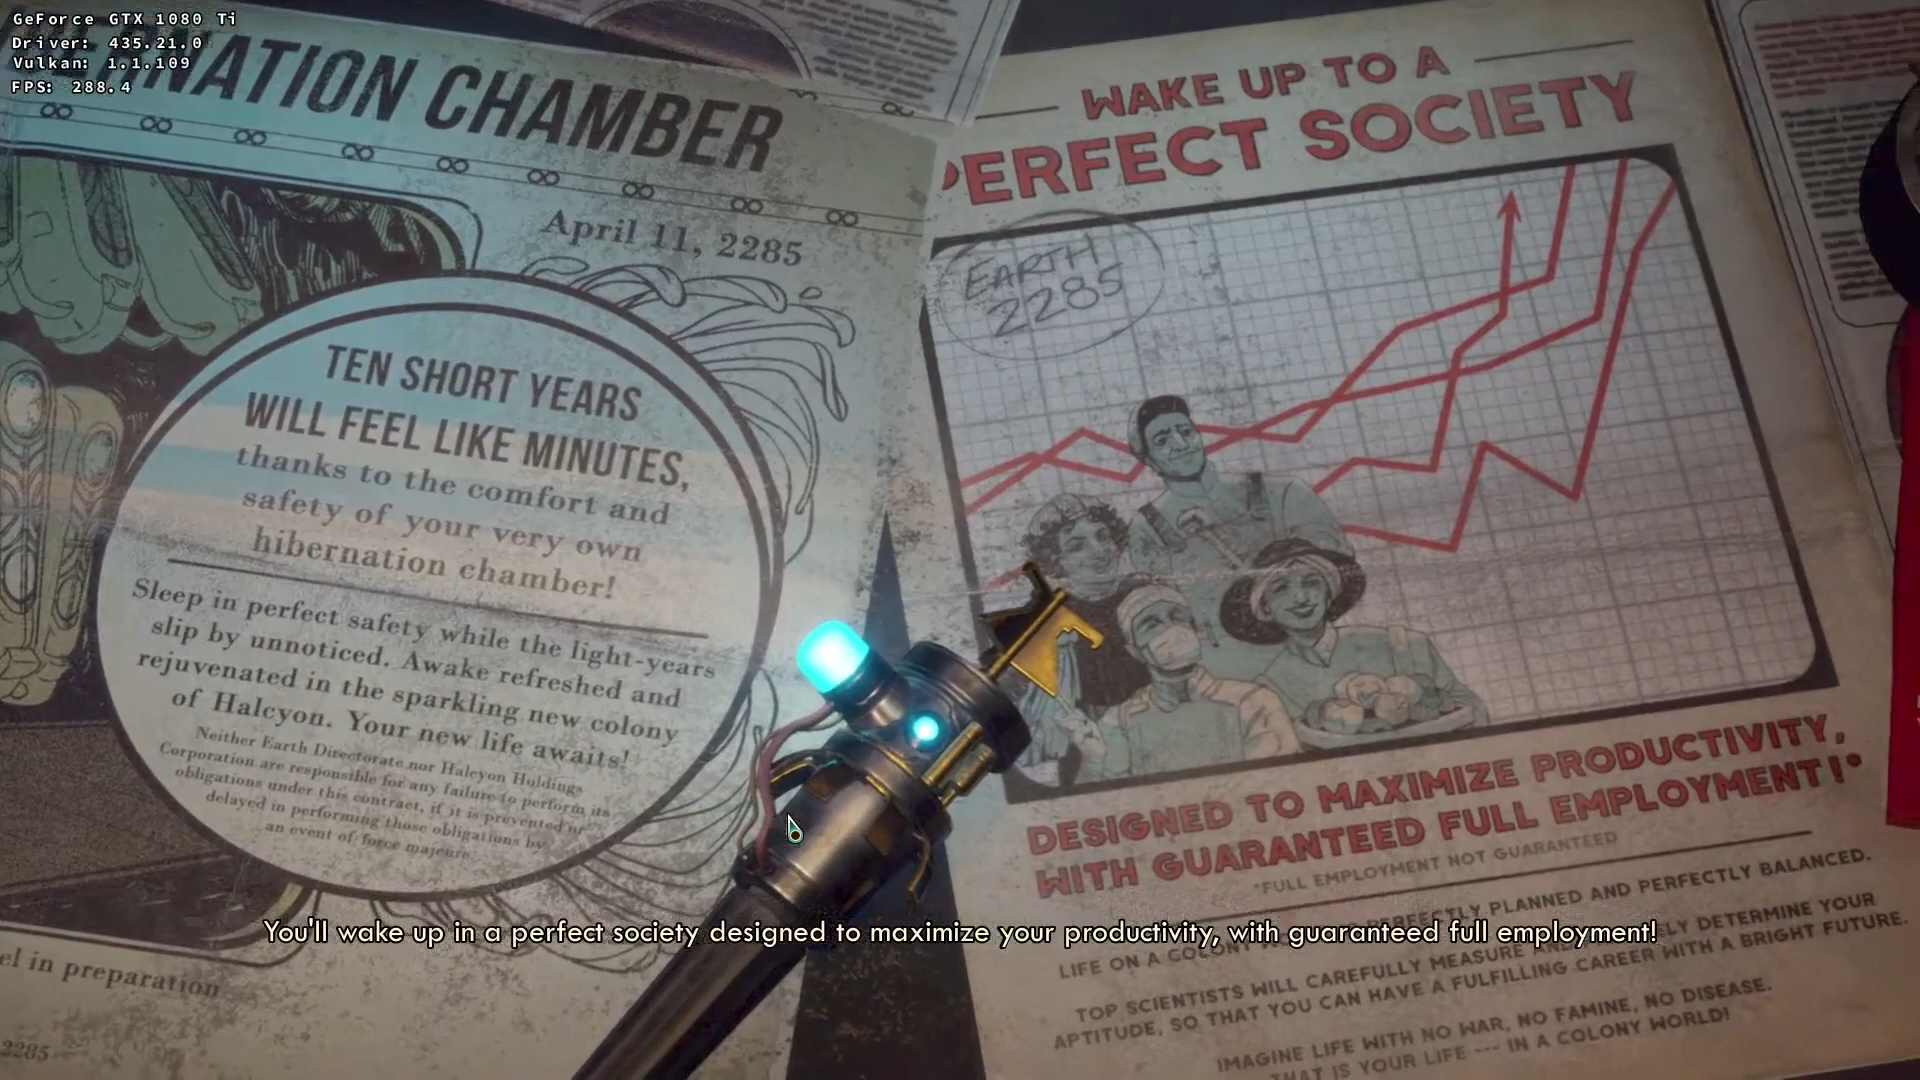 GeForce GTX 1080 Ti
Driver: 435.21.0
Vulkan: 1.1.109
FPS: 288.4
CHAMBER
April 11, 2285
TEN SHORT YEARS
WILL FEEL LIKE MINUTES,
thanks to the comfort and
safety of your very own
hibernation chamber!
Sleep in perfect safety while the light-years
slip by unnoticed. Awake refreshed and
rejuvenated in the sparkling new colony
of Halcyon. Your new life awaits!
Neither Earth Directorate nor Halcyon Holdings
Corporation are responsible for any failure to perform its
obligations under this contract, if it is prevented or
delayed in performing those obligations by
an event of force majeure.
in preparation
2285
WAKE UP TO A
PERFECT SOCIETY
EARTH
2285
DESIGNED TO MAXIMIZE PRODUCTIVITY,
WITH GUARANTEED FULL EMPLOYMENT!*
*FULL EMPLOYMENT NOT GUARANTEED
LIFE ON A COLONY PERFECTLY PLANNED AND PERFECTLY BALANCED.
TOP SCIENTISTS WILL CAREFULLY MEASURE AND DETERMINE YOUR
APTITUDE, SO THAT YOU CAN HAVE A FULFILLING CAREER WITH A BRIGHT FUTURE.
IMAGINE LIFE WITH NO WAR, NO FAMINE, NO DISEASE.
THAT IS YOUR LIFE --- IN A COLONY WORLD!
You'll wake up in a perfect society designed to maximize your productivity, with guaranteed full employment!